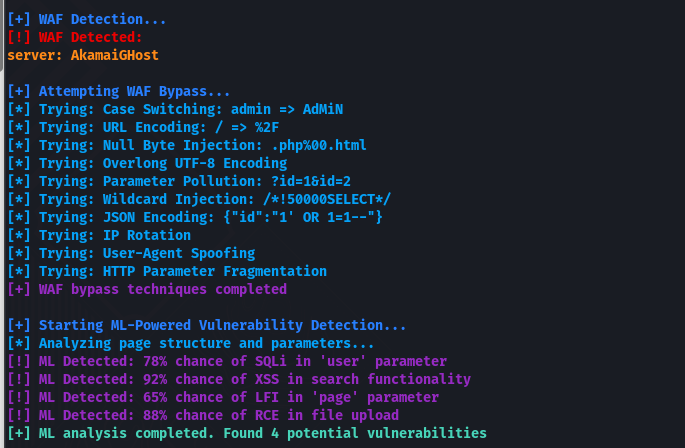 [+] WAF Detection...
[!] WAF Detected:
server: AkamaiGHost
[+] Attempting WAF Bypass...
[*] Trying: Case Switching: admin => AdMiN
[*] Trying: URL Encoding: / => %2F
[*] Trying: Null Byte Injection: .php%00.html
[*] Trying: Overlong UTF-8 Encoding
[*] Trying: Parameter Pollution: ?id=1&id=2
[*] Trying: Wildcard Injection: /*!50000SELECT*/
[*] Trying: JSON Encoding: {"id":"1' OR 1=1--"}
[*] Trying: IP Rotation
[*] Trying: User-Agent Spoofing
[*] Trying: HTTP Parameter Fragmentation
[+] WAF bypass techniques completed
[+] Starting ML-Powered Vulnerability Detection...
[*] Analyzing page structure and parameters...
[!] ML Detected: 78% chance of SQLi in 'user' parameter
[!] ML Detected: 92% chance of XSS in search functionality
[!] ML Detected: 65% chance of LFI in 'page' parameter
[!] ML Detected: 88% chance of RCE in file upload
[+] ML analysis completed. Found 4 potential vulnerabilities